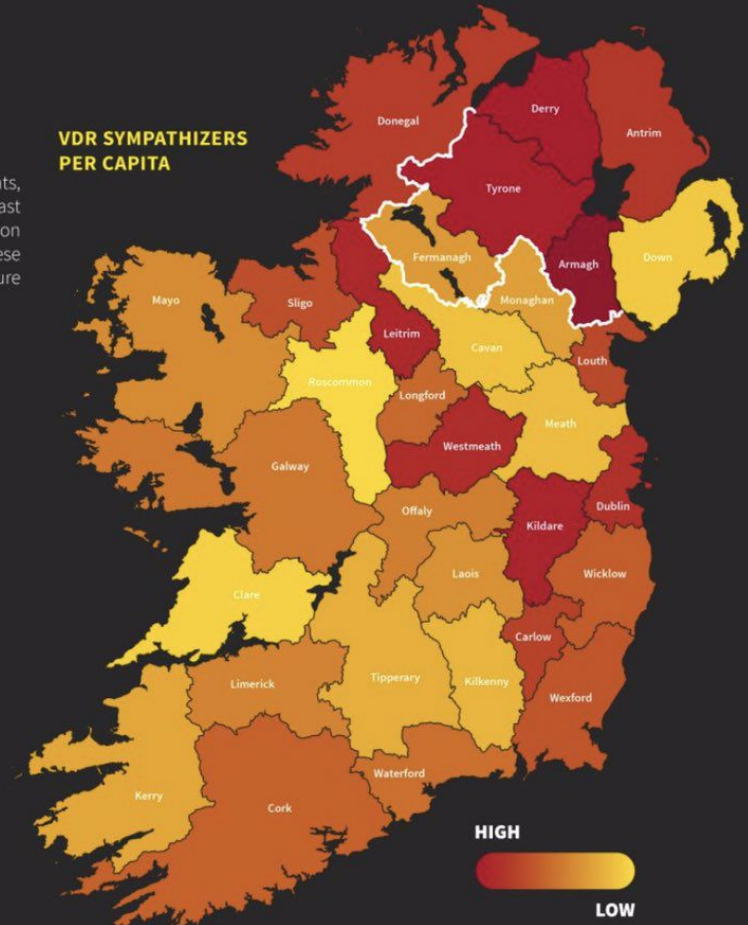 VDR SYMPATHIZERS
PER CAPITA
Derry
Donegal
Antrim
Tyrone
Fermanagh
Armagh
Down
Mayo
Sligo
Monaghan
Leitrim
Cavan
Louth
Roscommon
Longford
Meath
Westmeath
Galway
Dublin
Offaly
Kildare
Laois
Wicklow
Clare
Carlow
Limerick
Tipperary
Kilkenny
Wexford
Waterford
Kerry
Cork
HIGH
LOW